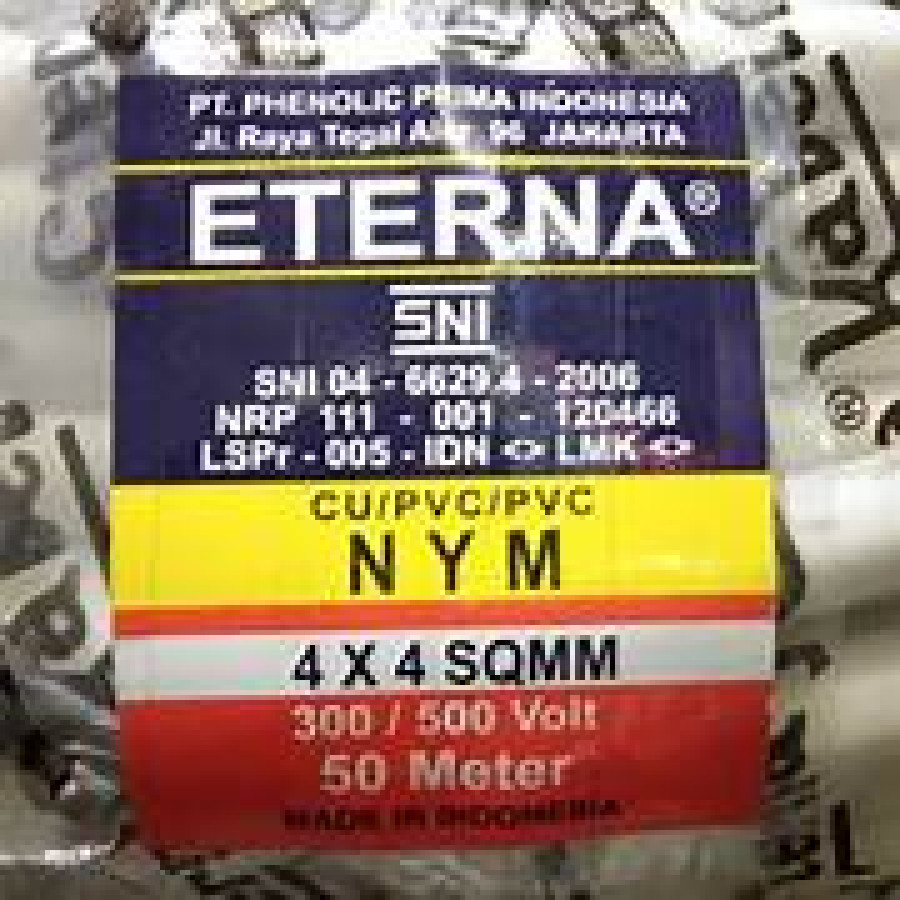 PT. PHENOLIC PRIMA INDONESIA
Jl. Raya Tegal Alur 96 JAKARTA
ETERNA®
SNI
SNI 04 - 6629.4 - 2006
NRP 111 - 001 - 120466
LSPr - 005 - IDN <> LMK <>
CU/PVC/PVC
N Y M
4 X 4 SQMM
300 / 500 Volt
50 Meter
MADE IN INDONESIA